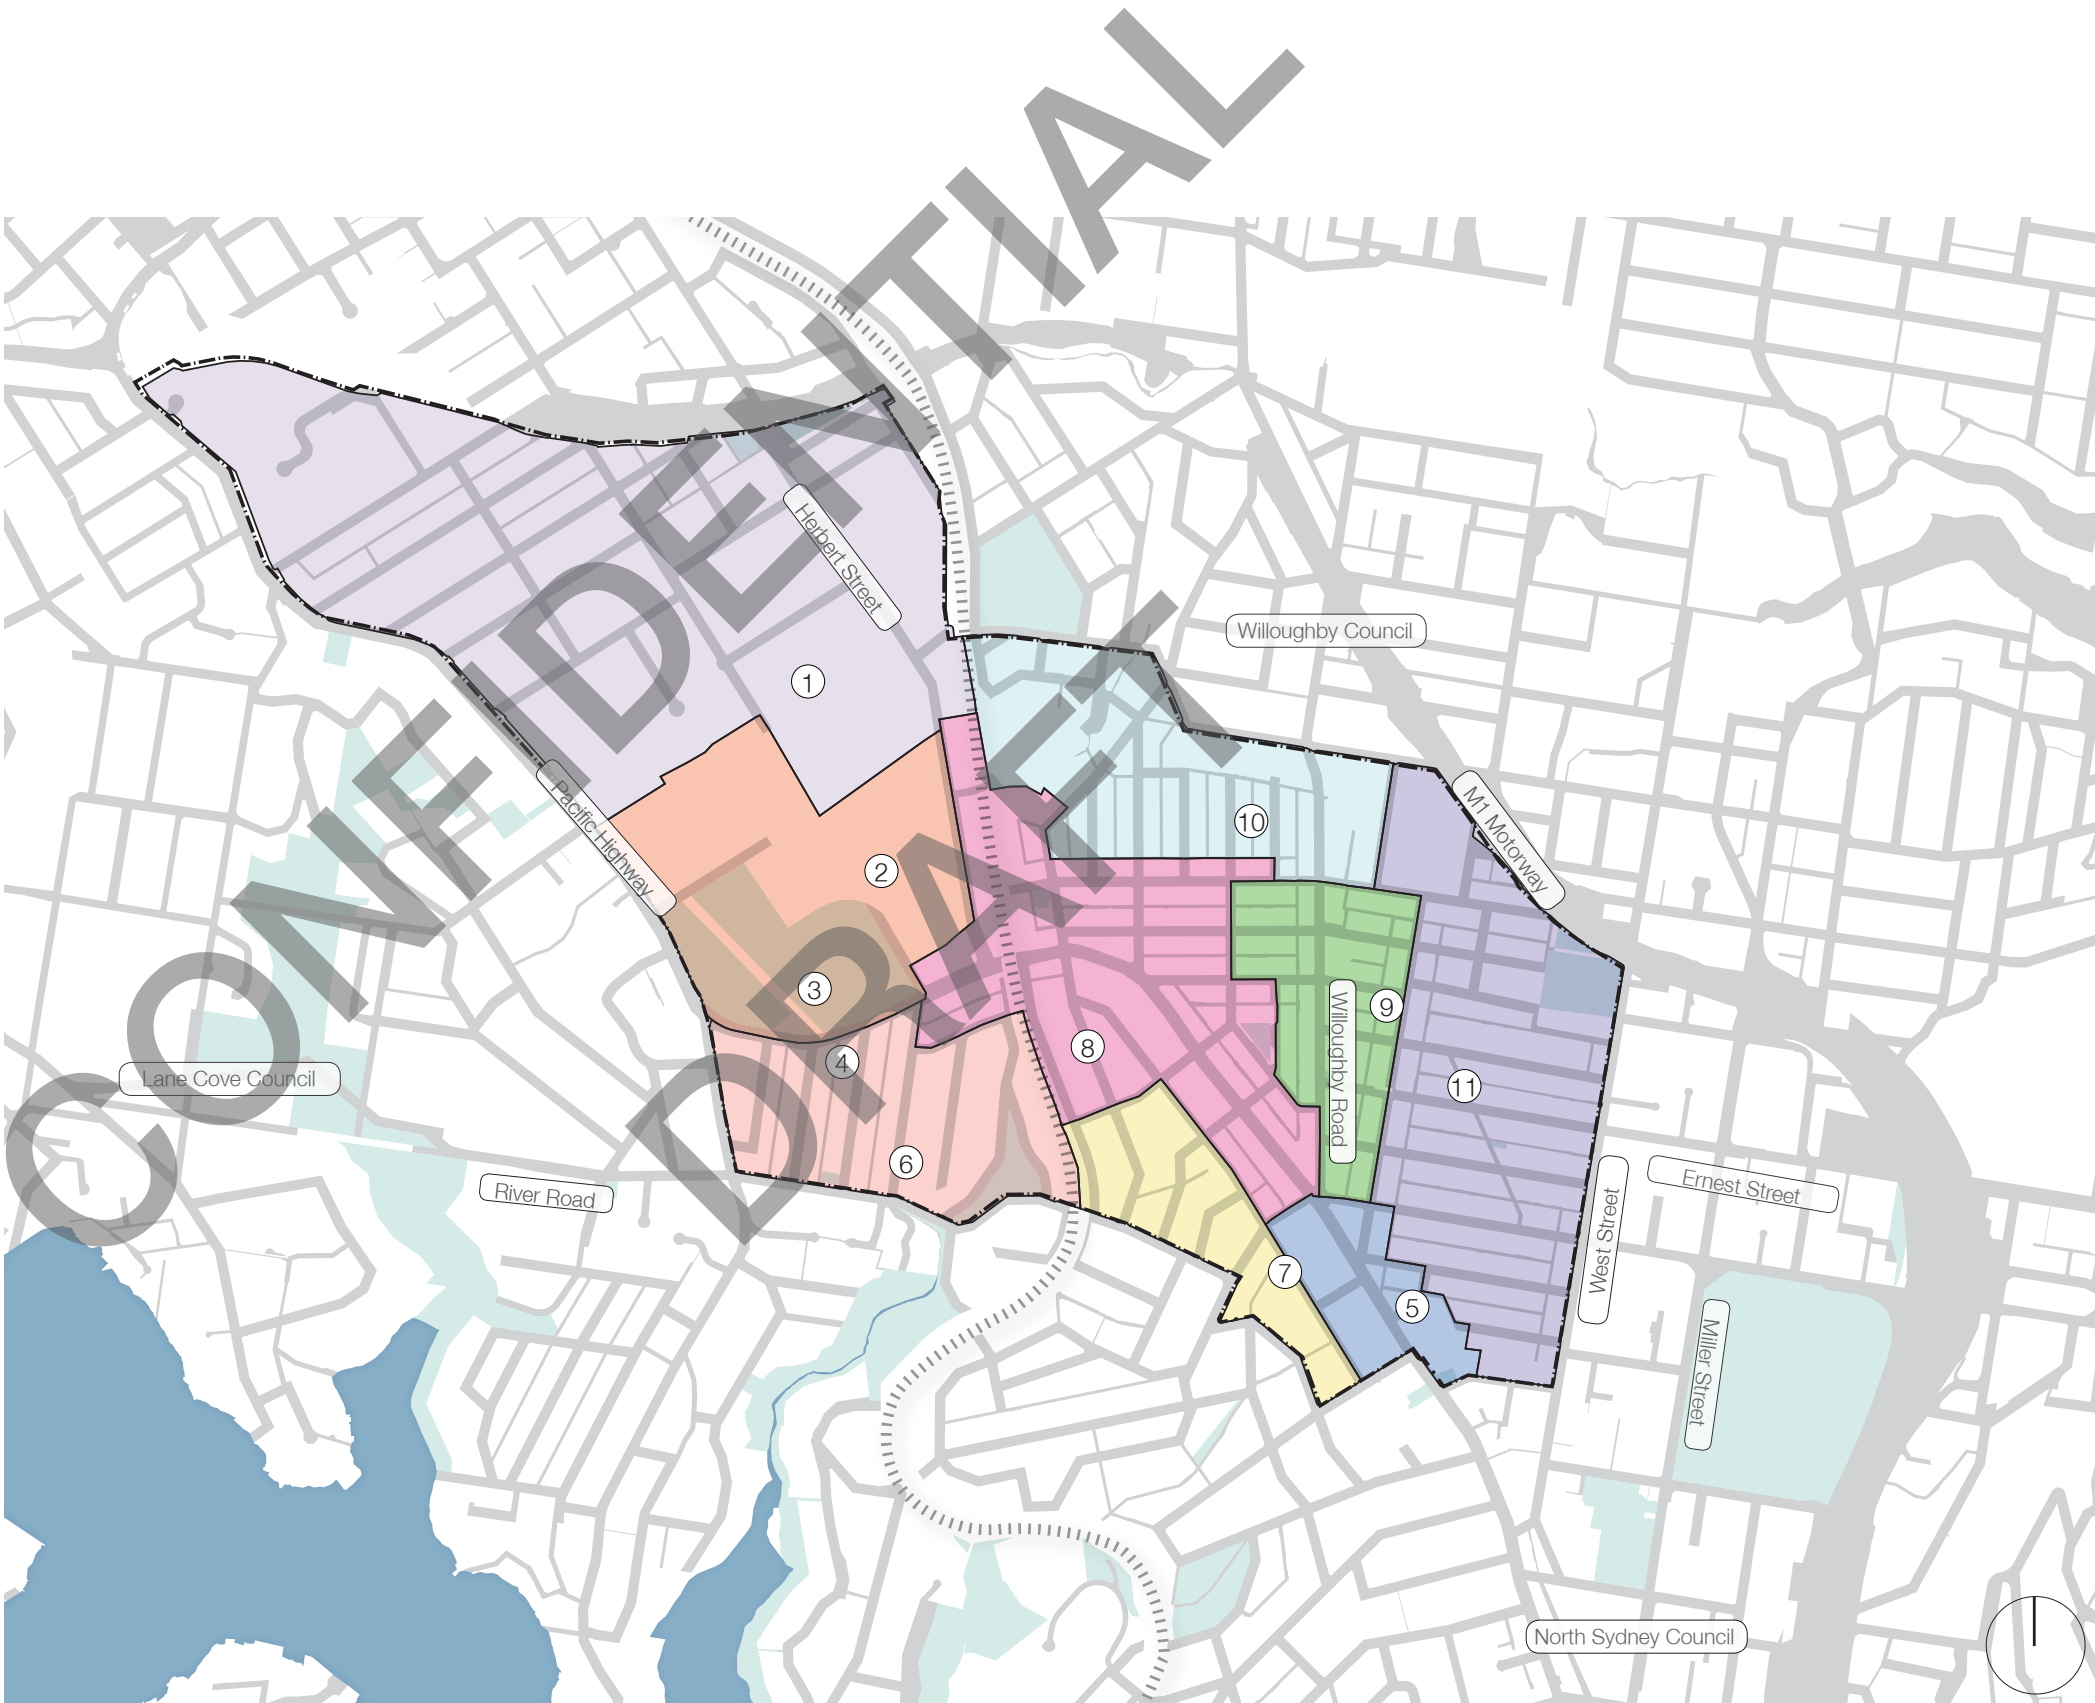 CONFIDENTIAL
DRAFT
Herbert Street
Willoughby Council
1
Pacific Highway
M1 Motorway
10
2
3
9
Willoughby Road
8
4
11
Lane Cove Council
6
River Road
Ernest Street
West Street
7
5
Miller Street
North Sydney Council